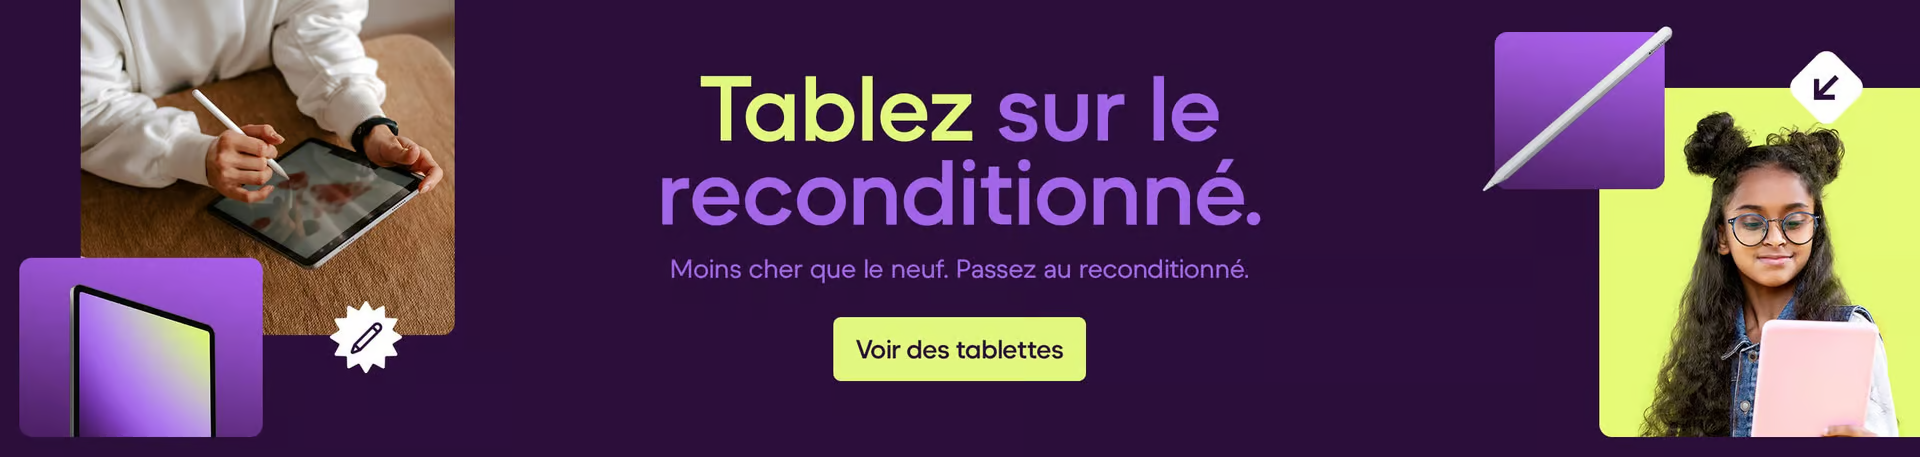 Tablez sur le
reconditionné.
Moins cher que le neuf. Passez au reconditionné.
Voir des tablettes